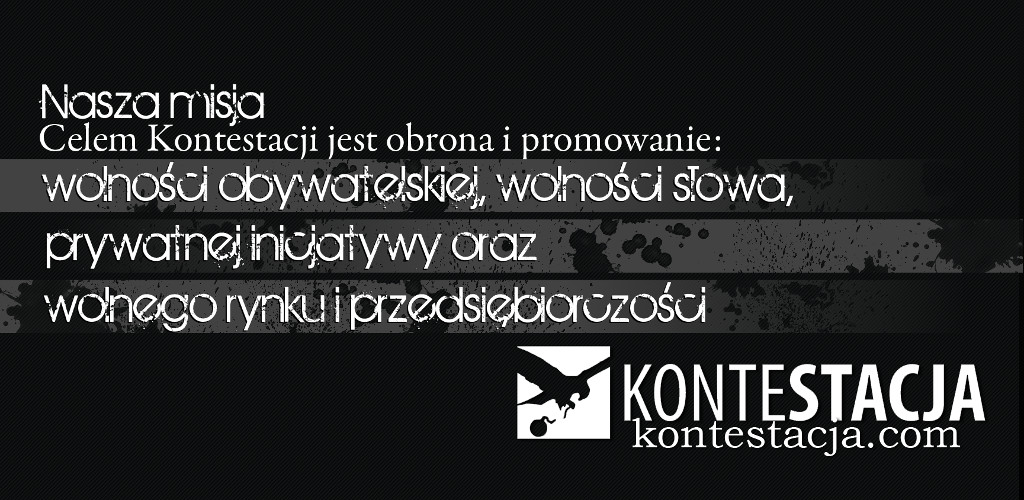 Nasza misja
Celem Kontestacji jest obrona i promowanie:
wolności obywatelskiej, wolności słowa,
prywatnej inicjatywy oraz
wolnego rynku i przedsiębiorczości
KONTESTACJA
kontestacja.com